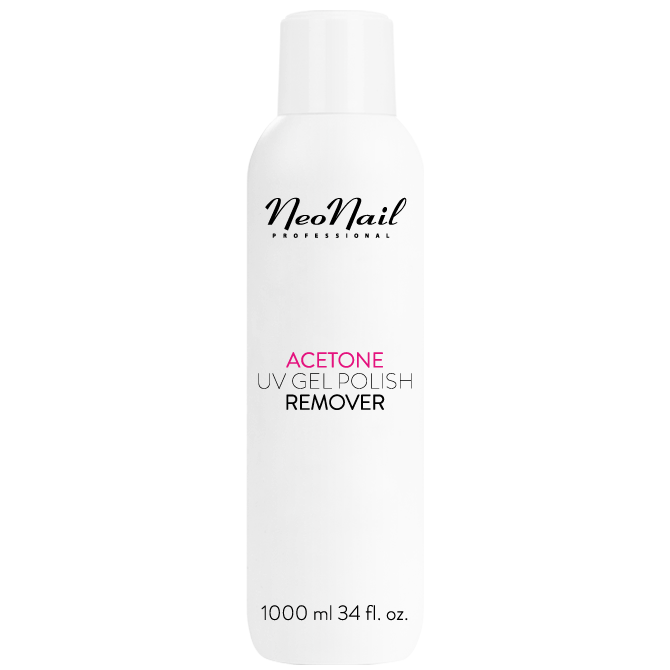 NeoNail
PROFESSIONAL
ACETONE
UV GEL POLISH
REMOVER
1000 ml 34 fl. oz.